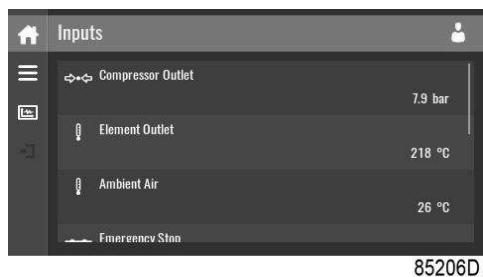 Inputs
Compressor Outlet
7.9 bar
Element Outlet
218 °C
Ambient Air
26 °C
Emergency Stop
85206D